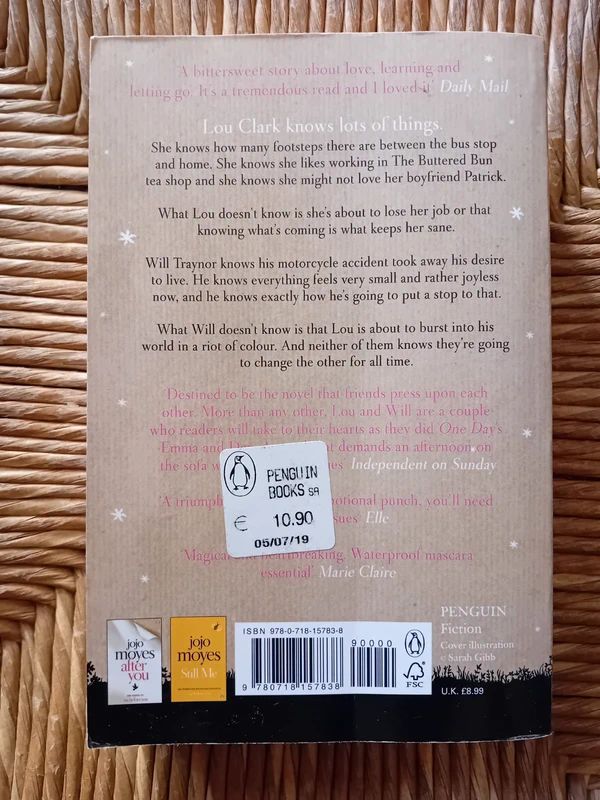 A bittersweet story about love, learning and
letting go. It's a tremendous read and I loved it' Daily Mail
Lou Clark knows lots of things.
She knows how many footsteps there are between the bus stop
and home. She knows she likes working in The Buttered Bun
tea shop and she knows she might not love her boyfriend Patrick.
What Lou doesn't know is she's about to lose her job or that
knowing what's coming is what keeps her sane.
Will Traynor knows his motorcycle accident took away his desire
to live. He knows everything feels very small and rather joyless
now, and he knows exactly how he's going to put a stop to that.
What Will doesn't know is that Lou is about to burst into his
world in a riot of colour. And neither of them knows they're going
to change the other for all time.
'Destined to be the novel that friends press upon each
other. More than any other, Lou and Will are a couple
who readers will take to their hearts as they did One Day's
Emma and demands an afternoon on
the sofa Independent on Sunday
'A punch, you'll need
Elle
Magical heartbreaking. Waterproof mascara
essential' Marie Claire
PENGUIN
BOOKS SA
€ 10.90
05/07/19
jojo
moyes
after
you
jojo
moyes
Still Me
ISBN 978-0-718-15783-8
90000
9 780718 157838
FSC
PENGUIN
Fiction
Cover illustration
© Sarah Gibb
U.K. £8.99